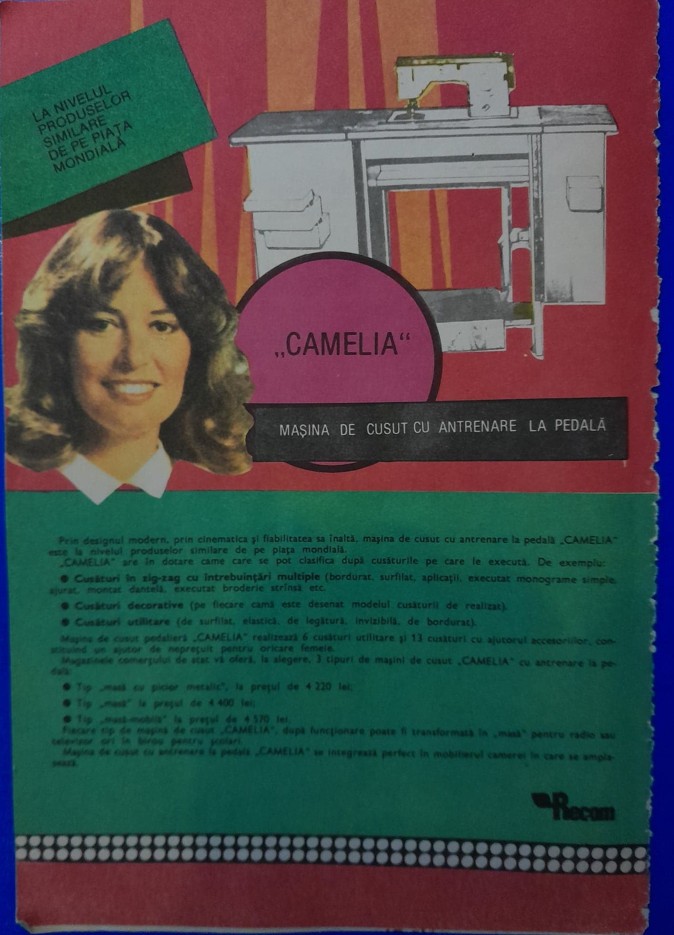 LA NIVELUL
PRODUSELOR
SIMILARE
DE PE PIAȚA
MONDIALĂ
„CAMELIA“
MAȘINA DE CUSUT CU ANTRENARE LA PEDALĂ
Prin designul modern, prin cinematica și fiabilitatea sa înaltă, mașina de cusut cu antrenare la pedală „CAMELIA“
este la nivelul produselor similare de pe piața mondială.
„CAMELIA“ are în dotare came care se pot clasifica după cusăturile pe care le execută. De exemplu:
● Cusături în zig-zag cu întrebuințări multiple (bordurat, surfilat, aplicații, executat monograme simple,
ajurat, montat dantelă, executat broderie strînsă etc.
● Cusături decorative (pe fiecare camă este desenat modelul cusăturii de realizat).
● Cusături utilitare (de surfilat, elastică, de legătură, invizibilă, de bordurat).
Mașina de cusut pedalieră „CAMELIA“ realizează 6 cusături utilitare și 13 cusături cu ajutorul accesoriilor, con-
stituind un ajutor de neprețuit pentru oricare femeie.
Magazinele comerțului de stat vă oferă, la alegere, 3 tipuri de mașini de cusut „CAMELIA“ cu antrenare la pe-
dală:
● Tip „masă cu picior metalic“, la prețul de 4 220 lei;
● Tip „masă“ la prețul de 4 400 lei;
● Tip „masă-mobilă“ la prețul de 4 570 lei.
Fiecare tip de mașină de cusut „CAMELIA“, după funcționare poate fi transformată în „masă“ pentru radio sau
televizor ori în birou pentru școlari.
Mașina de cusut cu antrenare la pedală „CAMELIA“ se integrează perfect în mobilierul camerei în care se ampla-
sează.
Recom